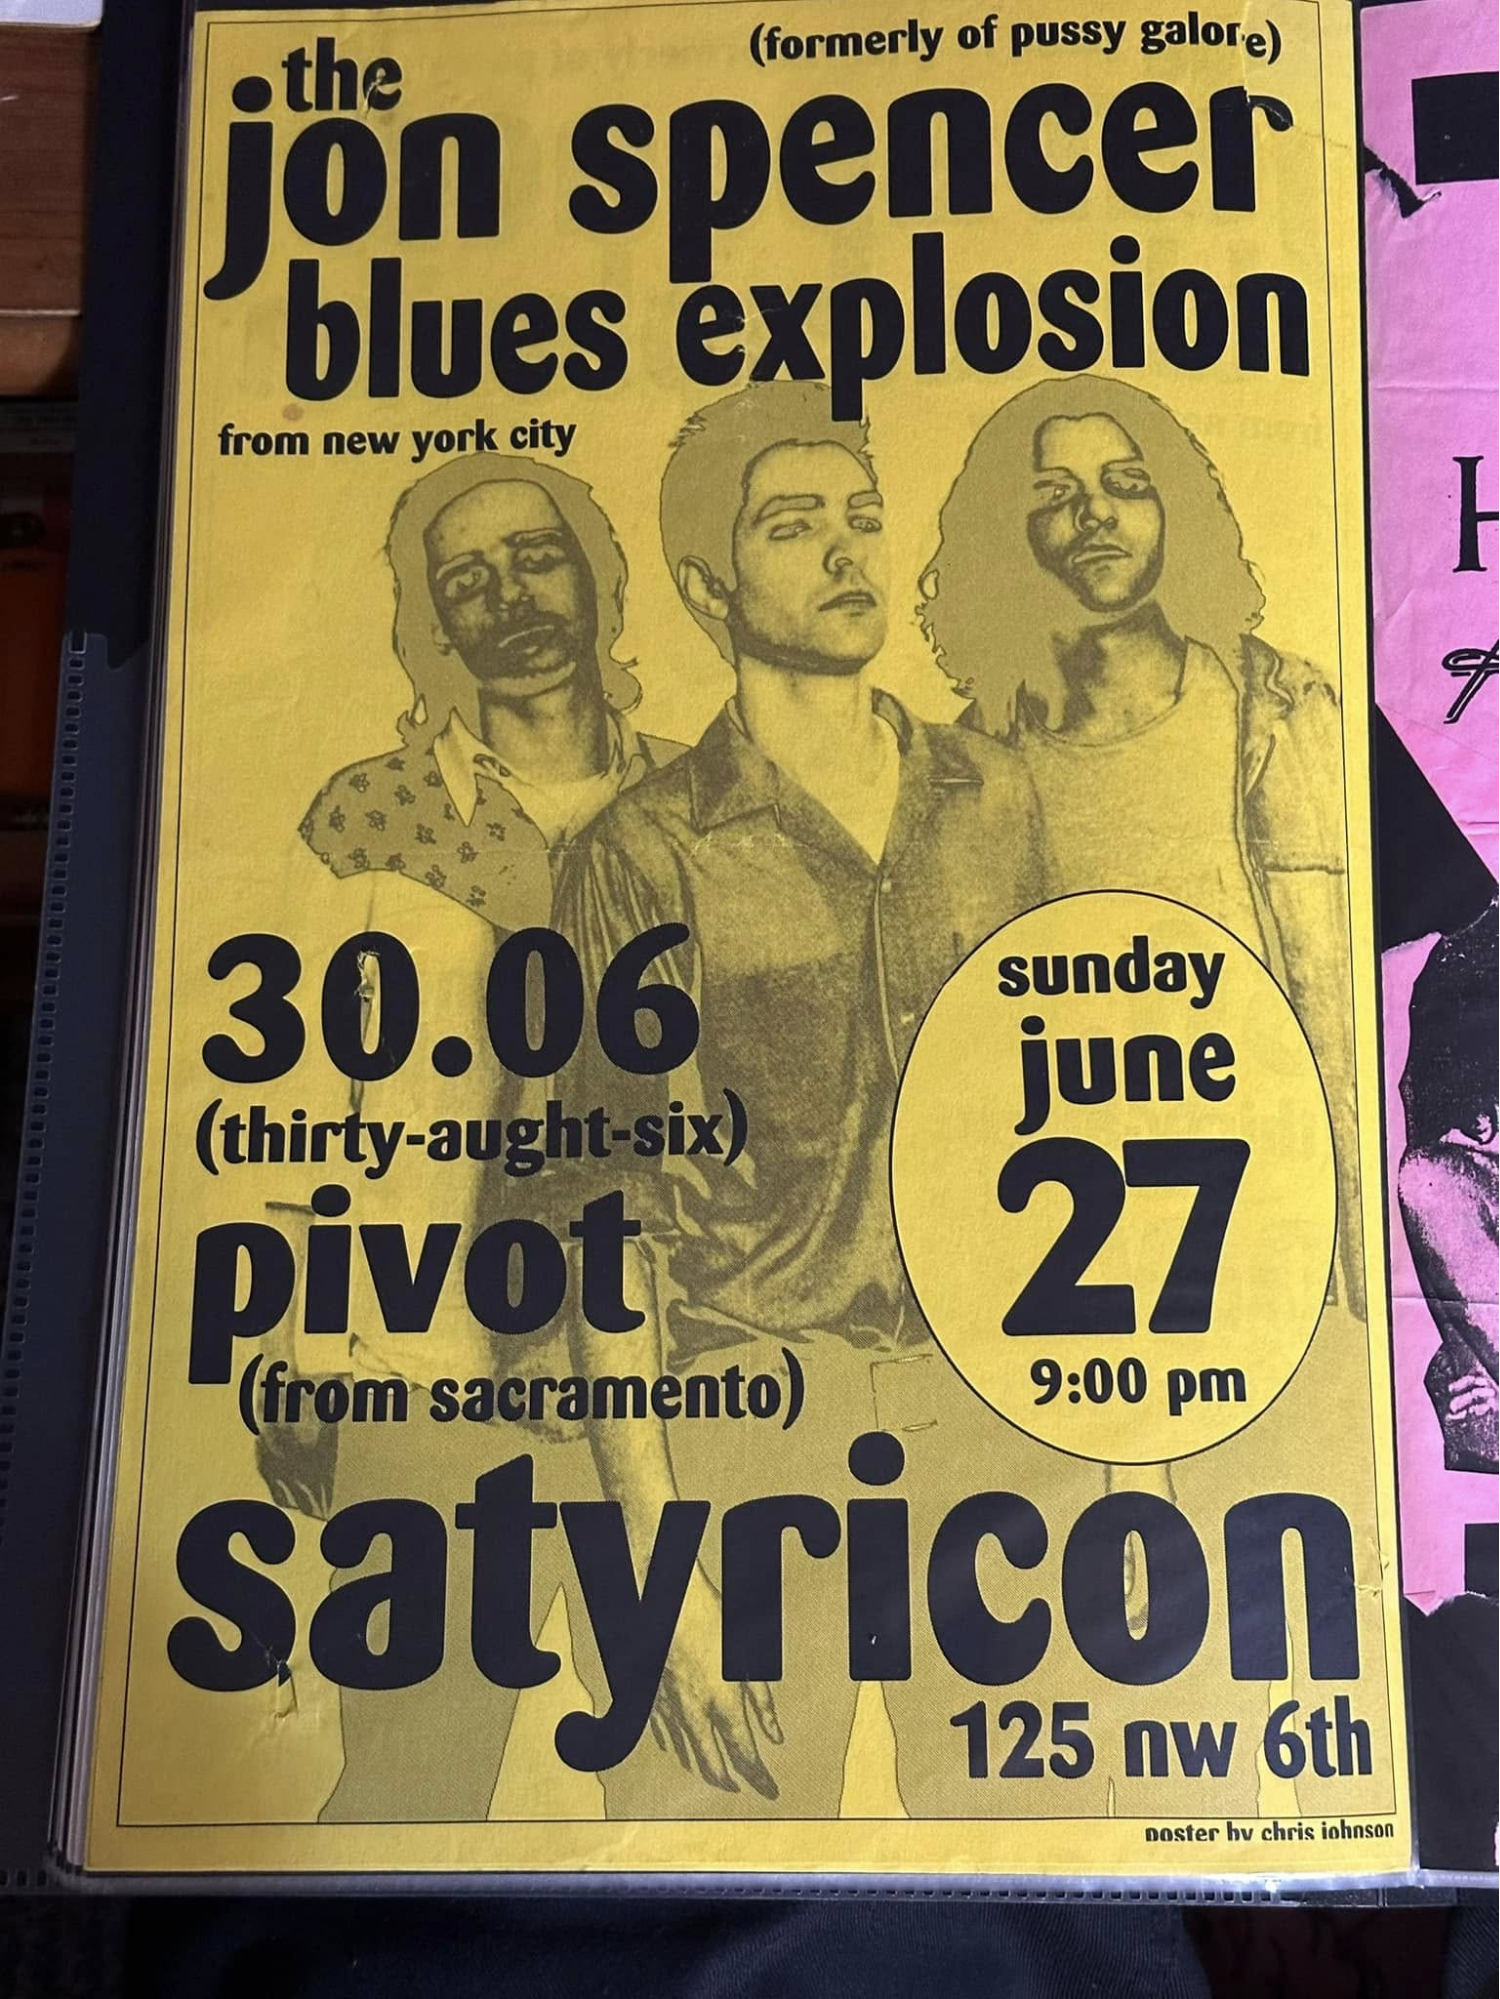 (formerly of pussy galore)
the
jon spencer
blues explosion
from new york city
30.06
(thirty-aught-six)
pivot
(from sacramento)
sunday
june
27
9:00 pm
satyricon
125 nw 6th
poster by chris johnson
H